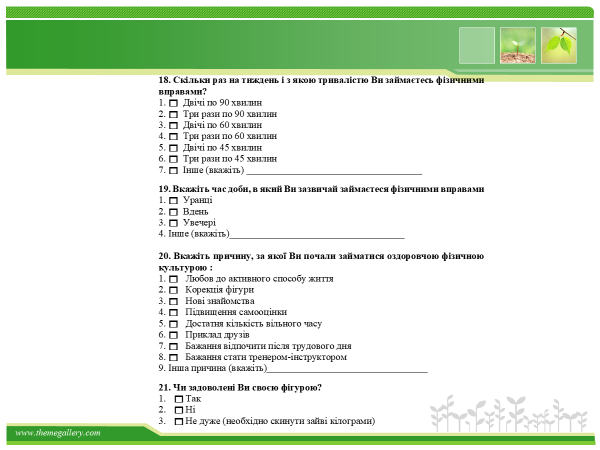 18. Скільки раз на тиждень і з якою тривалістю Ви займаєтесь фізичними
вправами?
1. Двічі по 90 хвилин
2. Три рази по 90 хвилин
3. Двічі по 60 хвилин
4. Три рази по 60 хвилин
5. Двічі по 45 хвилин
6. Три рази по 45 хвилин
7. Інше (вкажіть) ____________________
19. Вкажіть час доби, в який Ви зазвичай займаєтеся фізичними вправами
1. Уранці
2. Вдень
3. Увечері
4. Інше (вкажіть)____________________
20. Вкажіть причину, за якої Ви почали займатися оздоровчою фізичною
культурою :
1. Любов до активного способу життя
2. Корекція фігури
3. Нові знайомства
4. Підвищення самооцінки
5. Достатня кількість вільного часу
6. Приклад друзів
7. Бажання відпочити після трудового дня
8. Бажання стати тренером-інструктором
9. Інша причина (вкажіть)____________________
21. Чи задоволені Ви своєю фігурою?
1. Так
2. Ні
3. Не дуже (необхідно скинути зайві кілограми)
www.themegallery.com